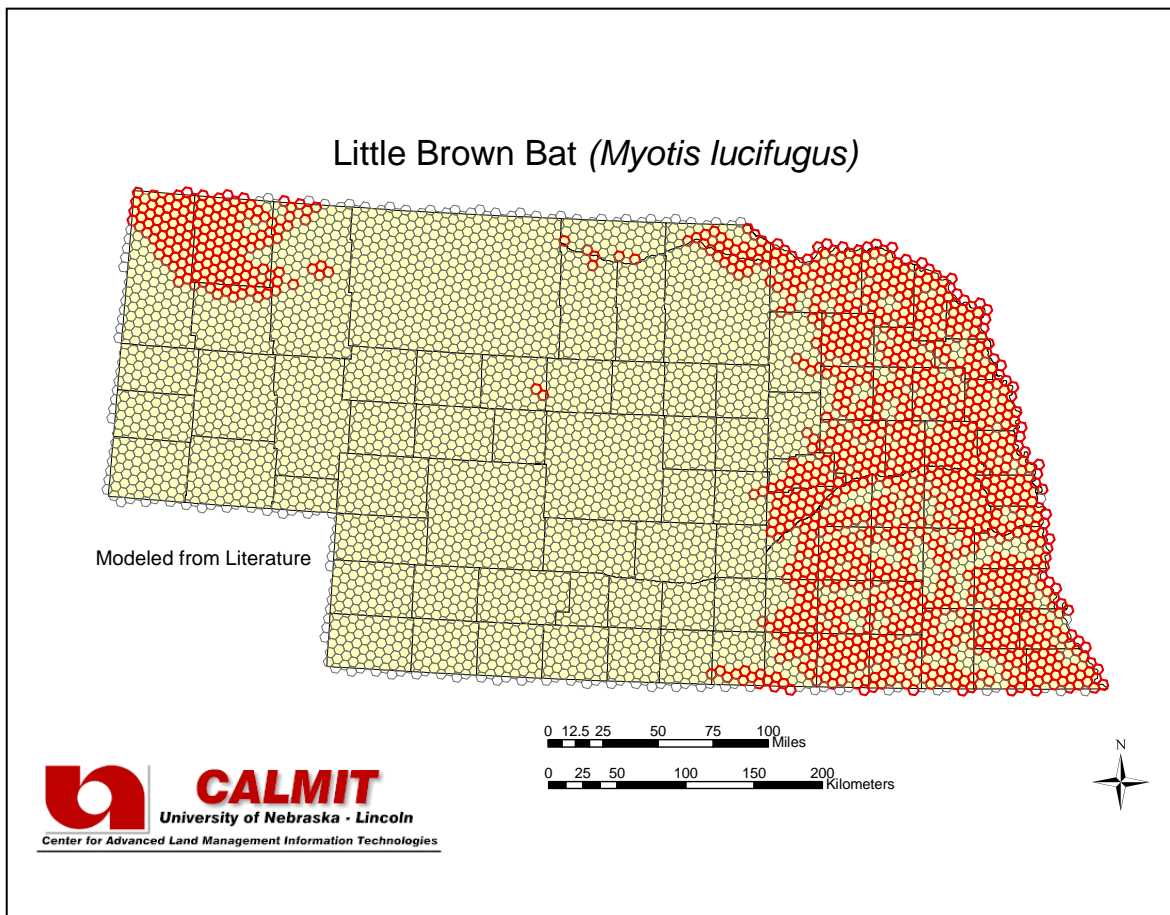 Little Brown Bat (Myotis lucifugus)
Modeled from Literature
0 12.5 25 50 75 100
Miles
0 25 50 100 150 200
Kilometers
N
CALMIT
University of Nebraska - Lincoln
Center for Advanced Land Management Information Technologies